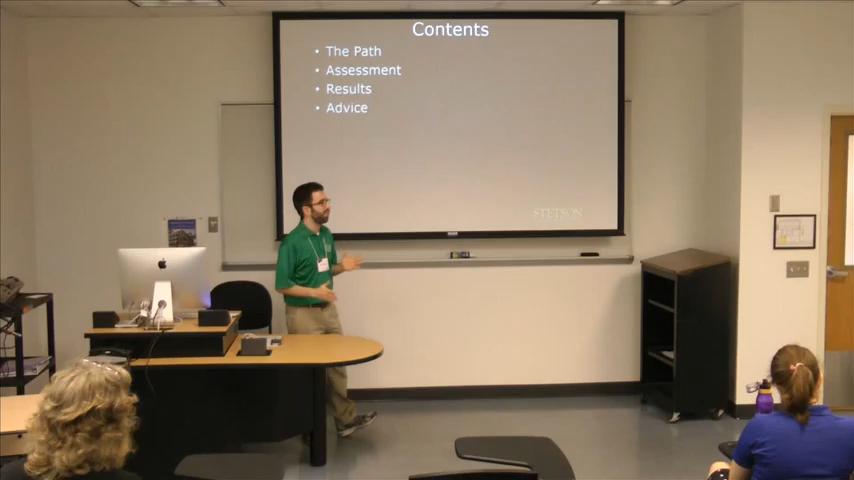 Contents
• The Path
• Assessment
• Results
• Advice
STETSON